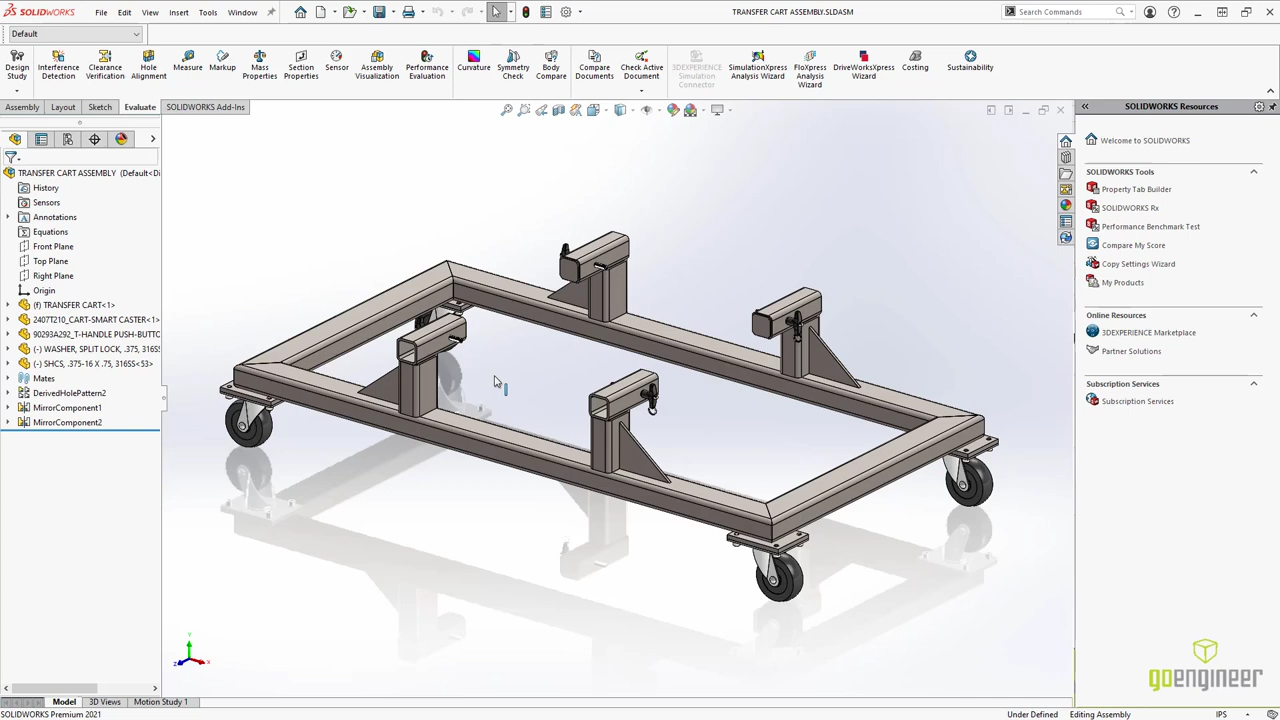 SOLIDWORKS
File
Edit
View
Insert
Tools
Window
TRANSFER CART ASSEMBLY.SLDASM
Search Commands
Default
Design Study
Interference Detection
Clearance Verification
Hole Alignment
Measure
Markup
Mass Properties
Section Properties
Sensor
Assembly Visualization
Performance Evaluation
Curvature
Symmetry Check
Body Compare
Compare Documents
Check Active Document
3DEXPERIENCE Simulation Connector
SimulationXpress Analysis Wizard
FloXpress Analysis Wizard
DriveWorksXpress Wizard
Costing
Sustainability
Assembly
Layout
Sketch
Evaluate
SOLIDWORKS Add-Ins
SOLIDWORKS Resources
TRANSFER CART ASSEMBLY (Default<Di
History
Sensors
Annotations
Equations
Front Plane
Top Plane
Right Plane
Origin
(f) TRANSFER CART<1>
2407T210_CART-SMART CASTER<1>
90293A292_T-HANDLE PUSH-BUTTO
(-) WASHER, SPLIT LOCK, .375, 316SS
(-) SHCS, .375-16 X .75, 316SS<53>
Mates
DerivedHolePattern2
MirrorComponent1
MirrorComponent2
Welcome to SOLIDWORKS
SOLIDWORKS Tools
Property Tab Builder
SOLIDWORKS Rx
Performance Benchmark Test
Compare My Score
Copy Settings Wizard
My Products
Online Resources
3DEXPERIENCE Marketplace
Partner Solutions
Subscription Services
Subscription Services
Y
X
Z
goengineer
Model
3D Views
Motion Study 1
SOLIDWORKS Premium 2021
Under Defined
Editing Assembly
IPS